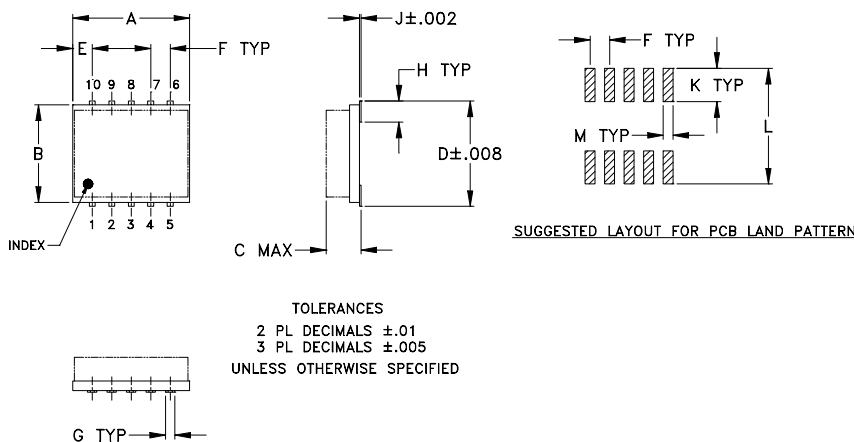 A
E
F TYP
10 9 8 7 6
B
1 2 3 4 5
INDEX
J±.002
H TYP
D±.008
C MAX
F TYP
K TYP
M TYP
L
SUGGESTED LAYOUT FOR PCB LAND PATTERN
TOLERANCES
2 PL DECIMALS ±.01
3 PL DECIMALS ±.005
UNLESS OTHERWISE SPECIFIED
G TYP